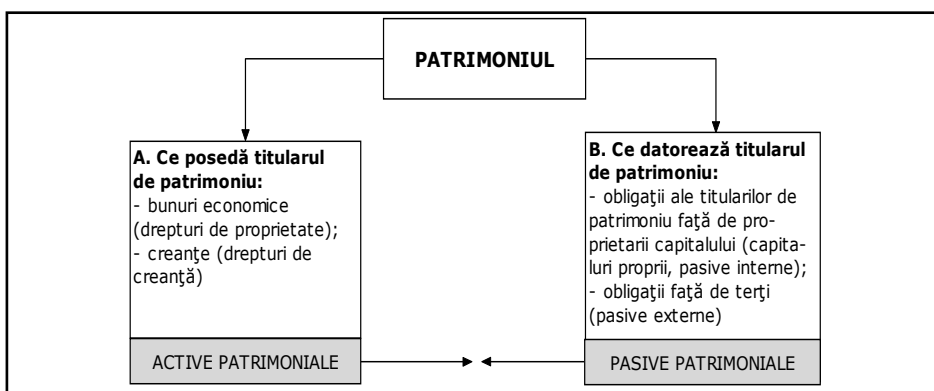 PATRIMONIUL
A. Ce posedă titularul
de patrimoniu:
- bunuri economice
(drepturi de proprietate);
- creanţe (drepturi de
creanţă)
ACTIVE PATRIMONIALE
B. Ce datorează titularul
de patrimoniu:
- obligaţii ale titularilor de
patrimoniu faţă de pro-
prietarii capitalului (capita-
luri proprii, pasive interne);
- obligaţii faţă de terţi
(pasive externe)
PASIVE PATRIMONIALE